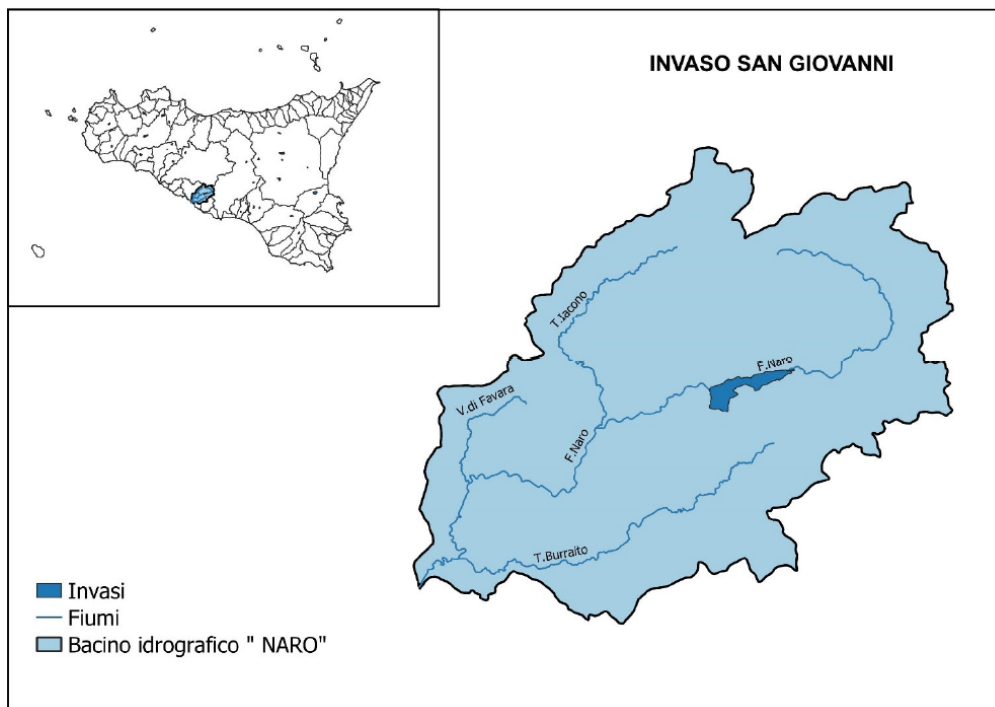 INVASO SAN GIOVANNI
T.Iacono
F.Naro
V.di Favara
F.Naro
T.Burraito
Invasi
Fiumi
Bacino idrografico " NARO"